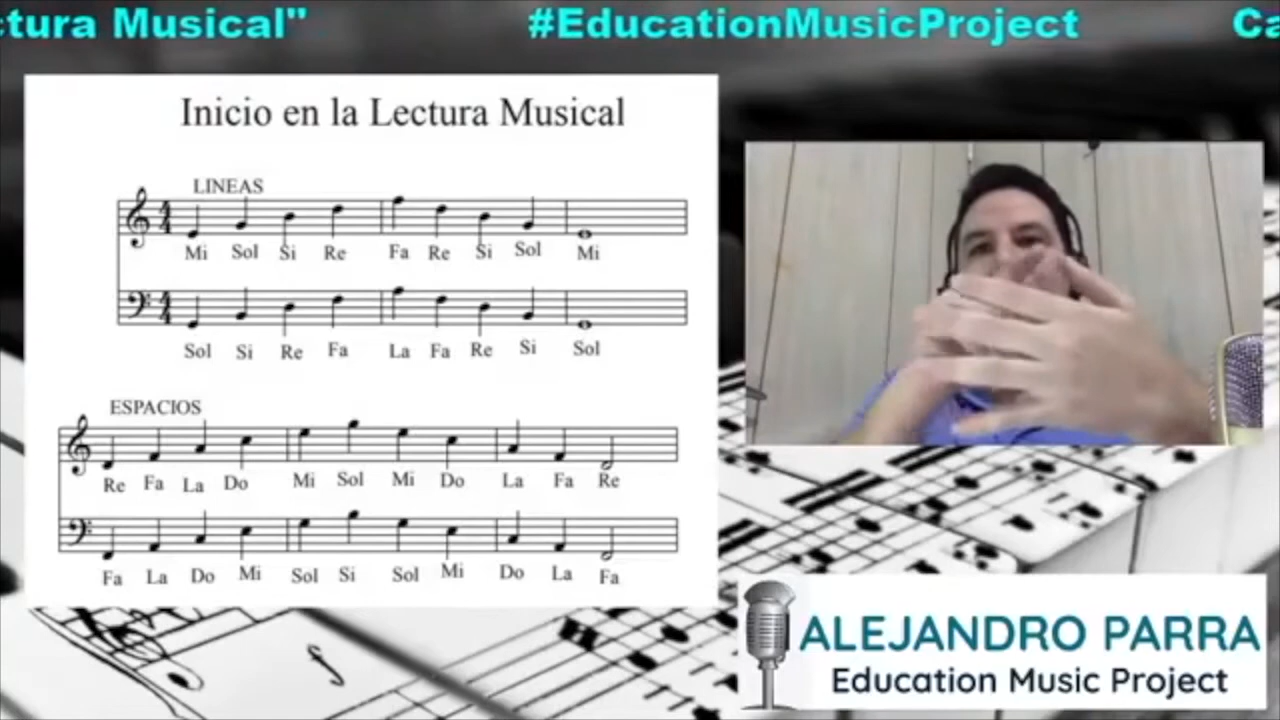 ctura Musical" #EducationMusicProject Ca
Inicio en la Lectura Musical
LINEAS
Mi Sol Si Re Fa Re Si Sol Mi
Sol Si Re Fa La Fa Re Si Sol
ESPACIOS
Re Fa La Do Mi Sol Mi Do La Fa Re
Fa La Do Mi Sol Si Sol Mi Do La Fa
ALEJANDRO PARRA
Education Music Project